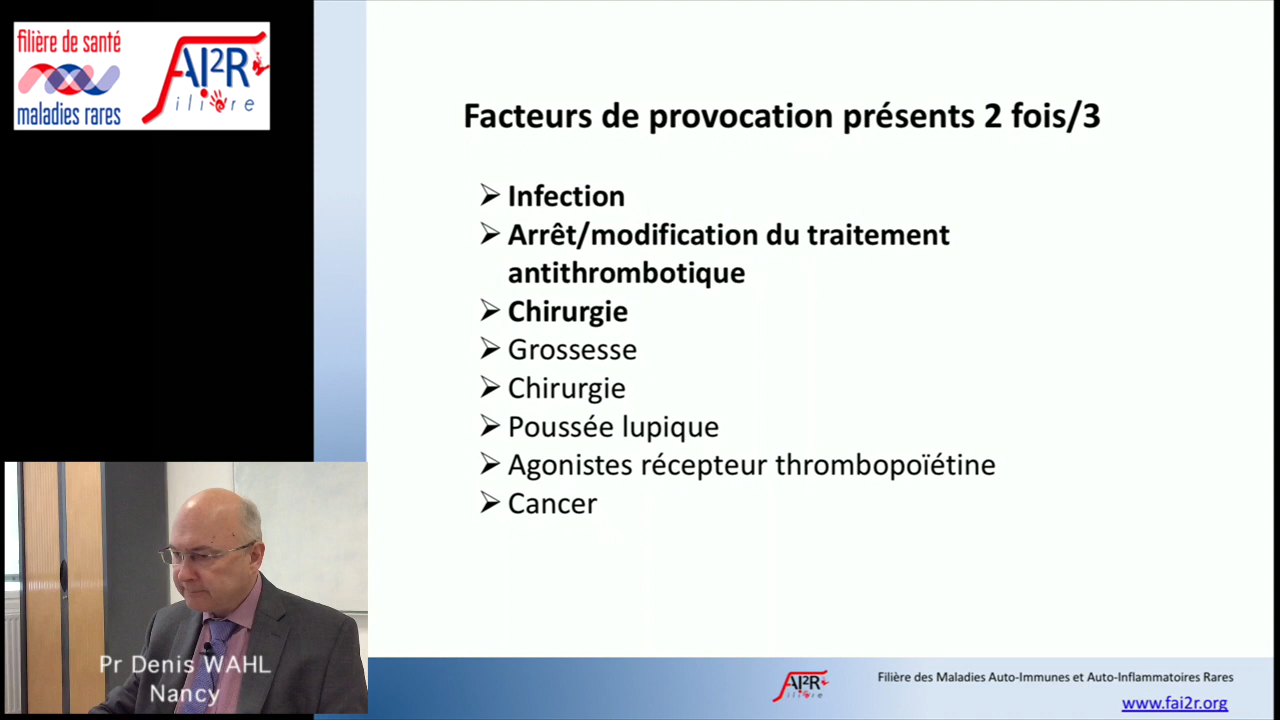 filière de santé
maladies rares
FAI²R
filière
Facteurs de provocation présents 2 fois/3
Infection
Arrêt/modification du traitement
antithrombotique
Chirurgie
Grossesse
Chirurgie
Poussée lupique
Agonistes récepteur thrombopoïétine
Cancer
Pr Denis WAHL
Nancy
FAI²R
filière
Filière des Maladies Auto-Immunes et Auto-Inflammatoires Rares
www.fai2r.org